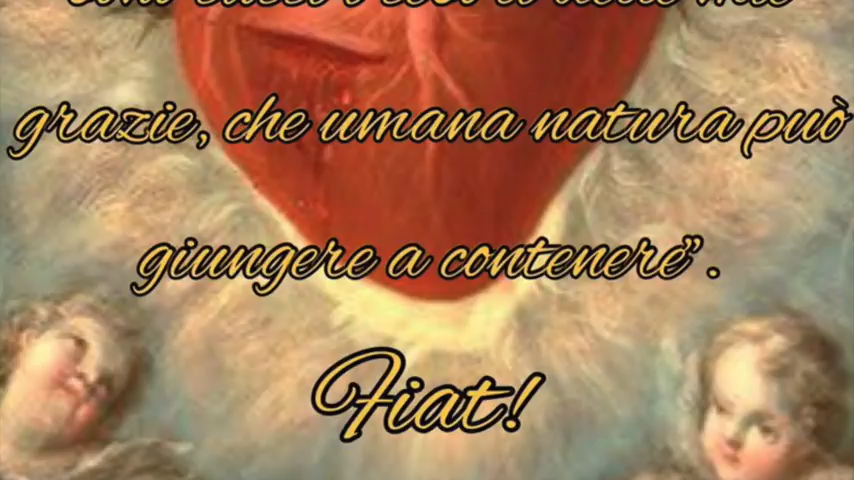 grazie, che umana natura può
giungere a contenere”.
Fiat!